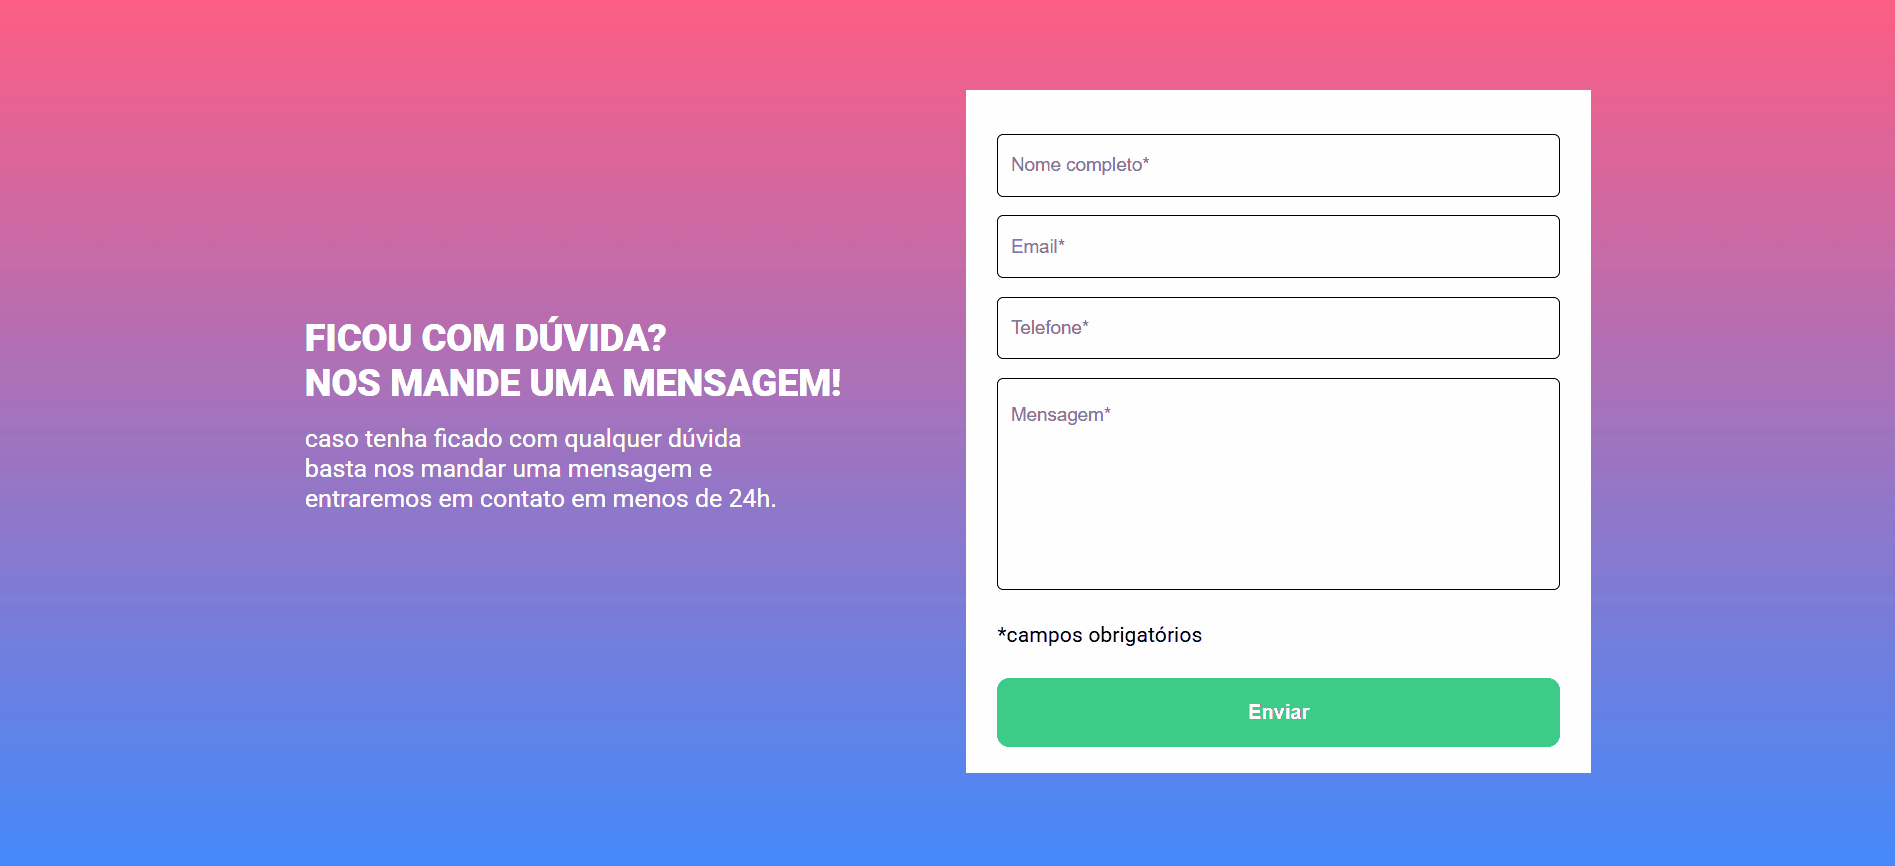 FICOU COM DÚVIDA?
NOS MANDE UMA MENSAGEM!
caso tenha ficado com qualquer dúvida
basta nos mandar uma mensagem e
entraremos em contato em menos de 24h.
Nome completo*
Email*
Telefone*
Mensagem*
*campos obrigatórios
Enviar